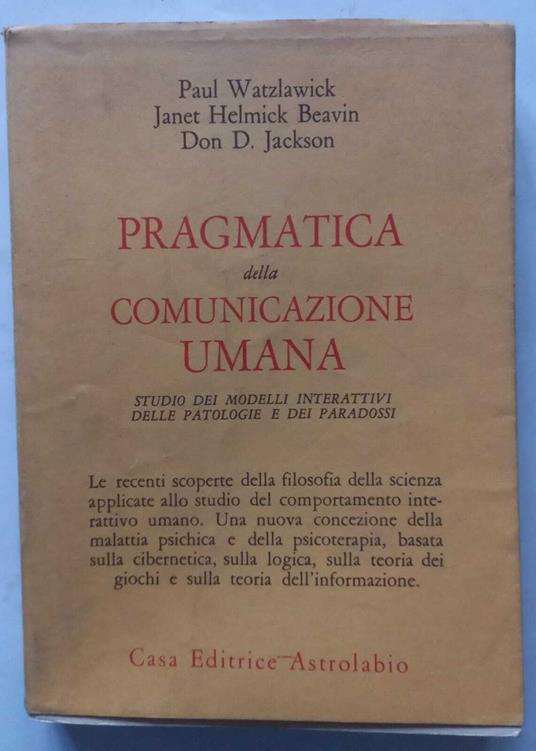 Paul Watzlawick
Janet Helmick Beavin
Don D. Jackson
PRAGMATICA
della
COMUNICAZIONE
UMANA
STUDIO DEI MODELLI INTERATTIVI
DELLE PATOLOGIE E DEI PARADOSSI
Le recenti scoperte della filosofia della scienza
applicate allo studio del comportamento inte-
rattivo umano. Una nuova concezione della
malattia psichica e della psicoterapia, basata
sulla cibernetica, sulla logica, sulla teoria dei
giochi e sulla teoria dell'informazione.
Casa Editrice Astrolabio